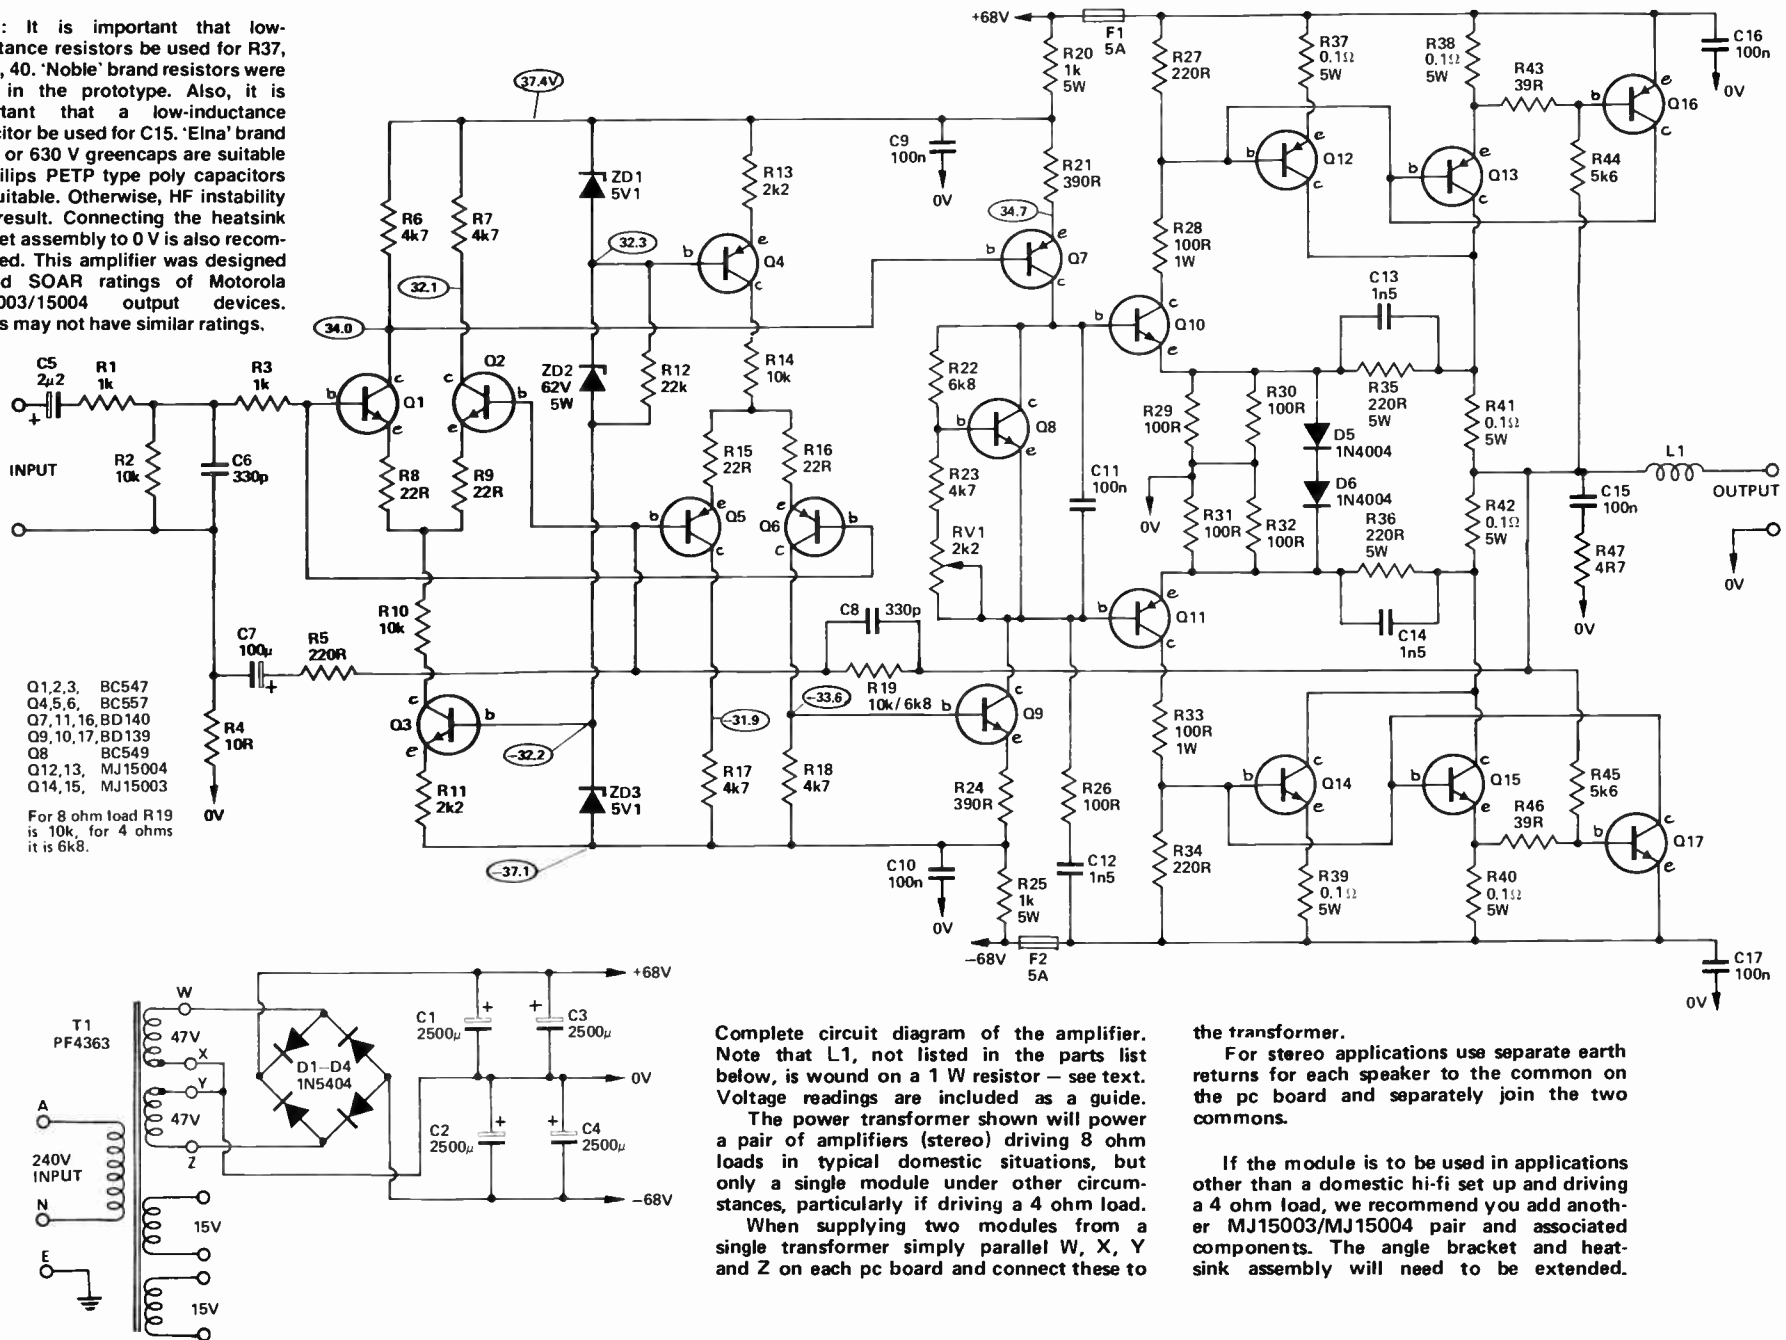 : It is important that low-
tance resistors be used for R37,
, 40. 'Noble' brand resistors were
in the prototype. Also, it is
tant that a low-inductance
citor be used for C15. 'Elna' brand
or 630 V greencaps are suitable
ilips PETP type poly capacitors
uitable. Otherwise, HF instability
result. Connecting the heatsink
et assembly to 0 V is also recom-
ed. This amplifier was designed
d SOAR ratings of Motorola
003/15004 output devices.
s may not have similar ratings.
+68V
F1
5A
R20
1k
5W
R27
220R
R37
0.1Ω
5W
R38
0.1Ω
5W
R43
39R
C16
100n
0V
b
e
c
Q16
37.4V
R6
4k7
R7
4k7
ZD1
5V1
R13
2k2
C9
100n
0V
R21
390R
34.7
b
e
c
Q12
b
e
c
Q13
R44
5k6
32.3
32.1
34.0
b
e
c
Q4
b
e
c
Q7
R28
100R
1W
C13
1n5
b
c
e
Q10
C5
2μ2
+
R1
1k
R3
1k
INPUT
R2
10k
C6
330p
b
c
e
Q1
Q2
c
b
e
ZD2
62V
5W
R12
22k
R14
10k
R22
6k8
b
c
e
Q8
R23
4k7
RV1
2k2
C11
100n
R29
100R
R30
100R
D5
1N4004
D6
1N4004
R35
220R
5W
R41
0.1Ω
5W
L1
OUTPUT
0V
R8
22R
R9
22R
R15
22R
R16
22R
b
e
c
Q5
Q6
e
b
c
0V
R31
100R
R32
100R
R36
220R
5W
R42
0.1Ω
5W
C15
100n
R47
4R7
0V
R10
10k
C8
330p
b
e
c
Q11
C14
1n5
C7
100μ
+
R5
220R
R4
10R
0V
Q3
c
b
e
-32.2
-31.9
-33.6
R19
10k/6k8
b
c
e
Q9
R33
100R
1W
Q1,2,3, BC547
Q4,5,6, BC557
Q7,11,16,BD140
Q9,10,17,BD139
Q8 BC549
Q12,13, MJ15004
Q14,15, MJ15003
For 8 ohm load R19
is 10k, for 4 ohms
it is 6k8.
R11
2k2
ZD3
5V1
R17
4k7
R18
4k7
R24
390R
R26
100R
b
c
e
Q14
b
c
e
Q15
R45
5k6
R46
39R
b
c
e
Q17
-37.1
C10
100n
0V
R25
1k
5W
C12
1n5
R34
220R
R39
0.1Ω
5W
R40
0.1Ω
5W
-68V
F2
5A
C17
100n
0V
T1
PF4363
W
47V
X
Y
47V
Z
A
240V
INPUT
N
E
15V
15V
D1-D4
1N5404
C1
2500μ
+
C3
2500μ
+
C2
2500μ
+
C4
2500μ
+
+68V
0V
-68V
Complete circuit diagram of the amplifier.
Note that L1, not listed in the parts list
below, is wound on a 1 W resistor — see text.
Voltage readings are included as a guide.
The power transformer shown will power
a pair of amplifiers (stereo) driving 8 ohm
loads in typical domestic situations, but
only a single module under other circum-
stances, particularly if driving a 4 ohm load.
When supplying two modules from a
single transformer simply parallel W, X, Y
and Z on each pc board and connect these to
the transformer.
For stereo applications use separate earth
returns for each speaker to the common on
the pc board and separately join the two
commons.
If the module is to be used in applications
other than a domestic hi-fi set up and driving
a 4 ohm load, we recommend you add anoth-
er MJ15003/MJ15004 pair and associated
components. The angle bracket and heat-
sink assembly will need to be extended.